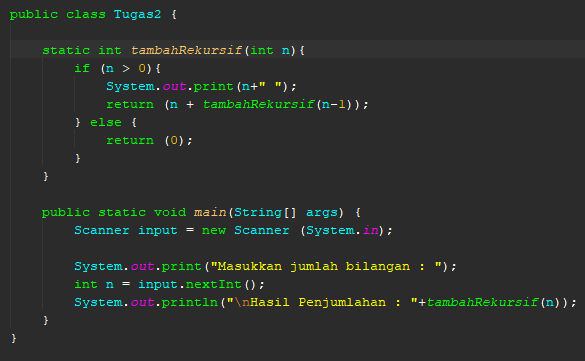 public class Tugas2 {
static int tambahRekursif(int n){
if (n > 0){
System.out.print(n+" ");
return (n + tambahRekursif(n-1));
} else {
return (0);
}
}
public static void main(String[] args) {
Scanner input = new Scanner (System.in);
System.out.print("Masukkan jumlah bilangan : ");
int n = input.nextInt();
System.out.println("\nHasil Penjumlahan : "+tambahRekursif(n));
}
}